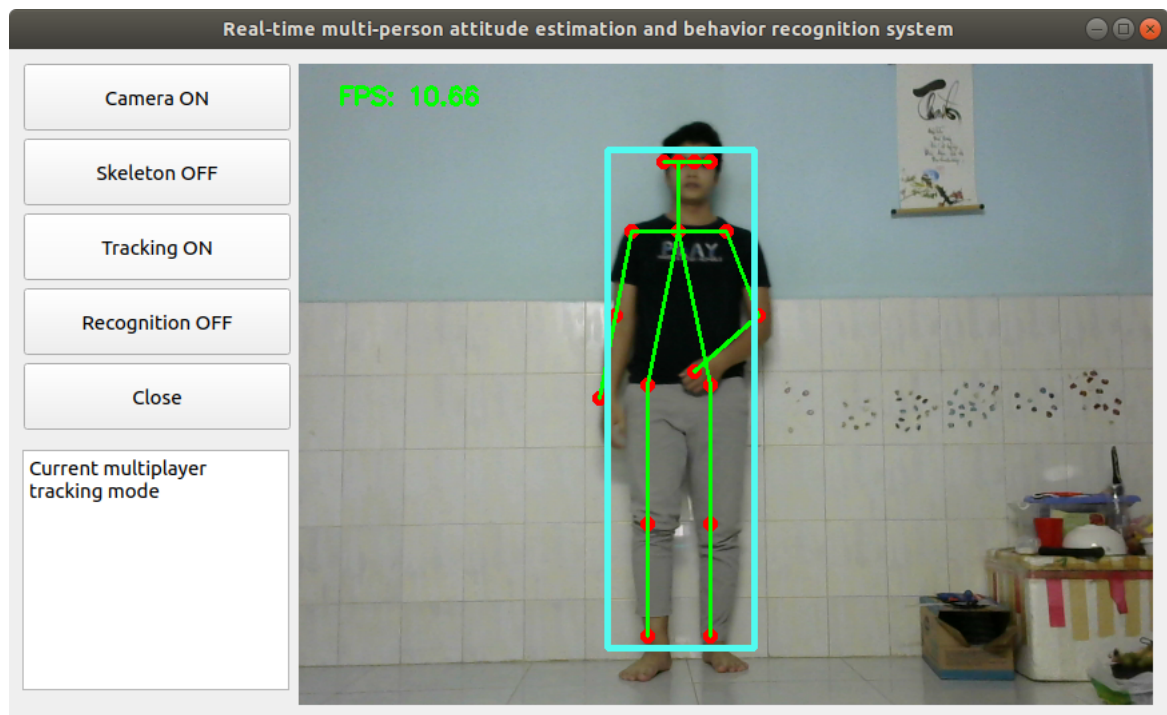 Real-time multi-person attitude estimation and behavior recognition system
Camera ON
Skeleton OFF
Tracking ON
Recognition OFF
Close
Current multiplayer
tracking mode
FPS: 10.66
PLAY